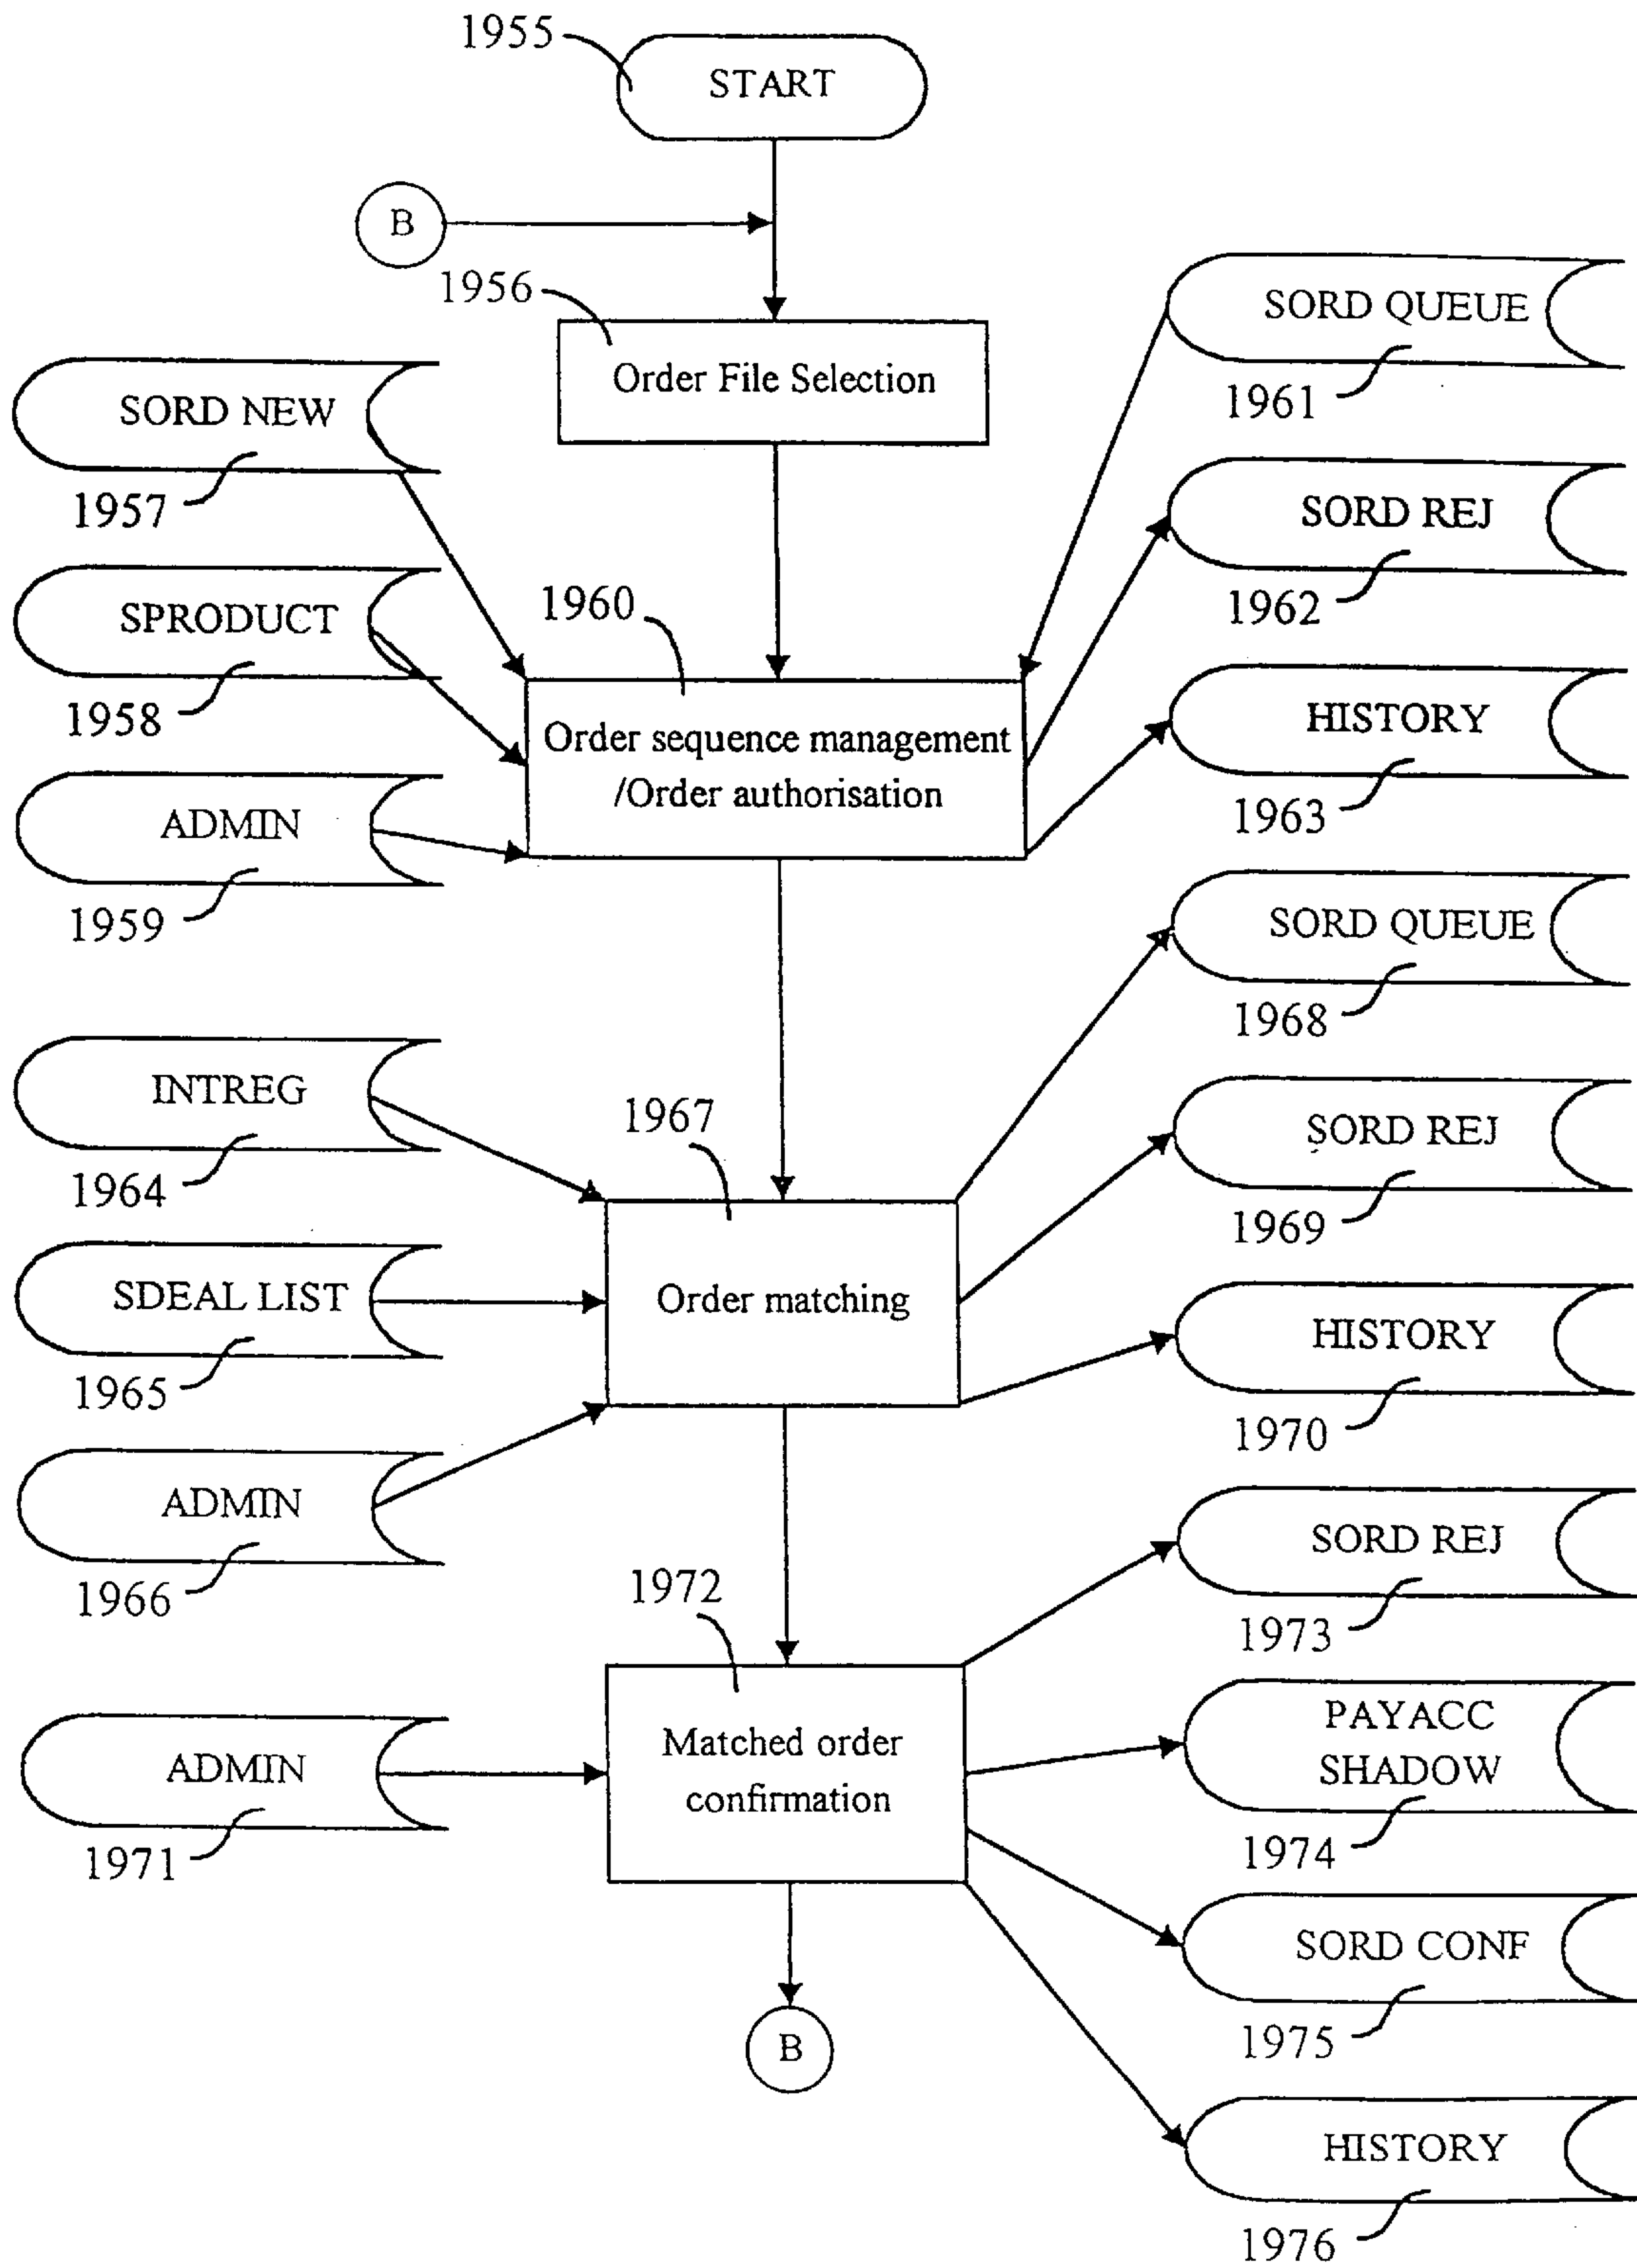 1955
START
B
1956
Order File Selection
SORD QUEUE
1961
SORD NEW
1957
SORD REJ
1962
SPRODUCT
1958
1960
Order sequence management
/Order authorisation
HISTORY
1963
ADMIN
1959
SORD QUEUE
1968
INTREG
1964
1967
SORD REJ
1969
SDEAL LIST
1965
Order matching
HISTORY
1970
ADMIN
1966
SORD REJ
1973
1972
Matched order
confirmation
ADMIN
1971
PAYACC
SHADOW
1974
SORD CONF
1975
B
HISTORY
1976